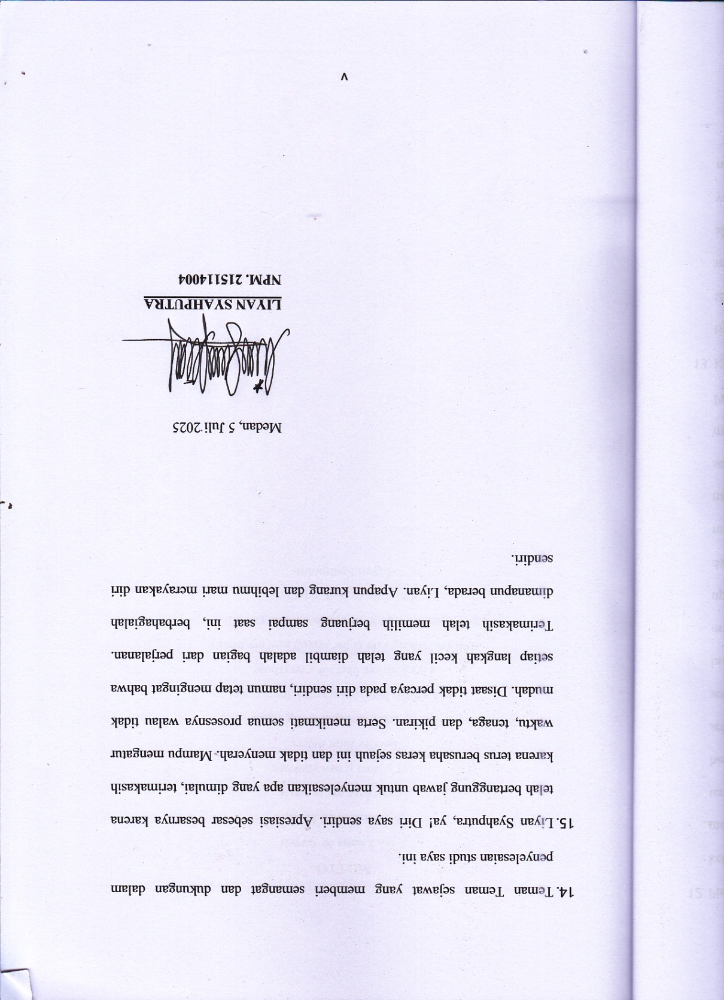 14. Teman Teman sejawat yang memberi semangat dan dukungan dalam
penyelesaian studi saya ini.
15. Liyan Syahputra, ya! Diri saya sendiri. Apresiasi sebesar besarnya karena
telah bertanggung jawab untuk menyelesaikan apa yang dimulai, terimakasih
karena terus berusaha keras sejauh ini dan tidak menyerah. Mampu mengatur
waktu, tenaga, dan pikiran. Serta menikmati semua prosesnya walau tidak
mudah. Disaat tidak percaya pada diri sendiri, namun tetap mengingat bahwa
setiap langkah kecil yang telah diambil adalah bagian dari perjalanan.
Terimakasih telah memilih berjuang sampai saat ini, berbahagialah
dimanapun berada, Liyan. Apapun kurang dan lebihmu mari merayakan diri
sendiri.
Medan, 5 Juli 2025
LIYAN SYAHPUTRA
NPM. 215114004
v